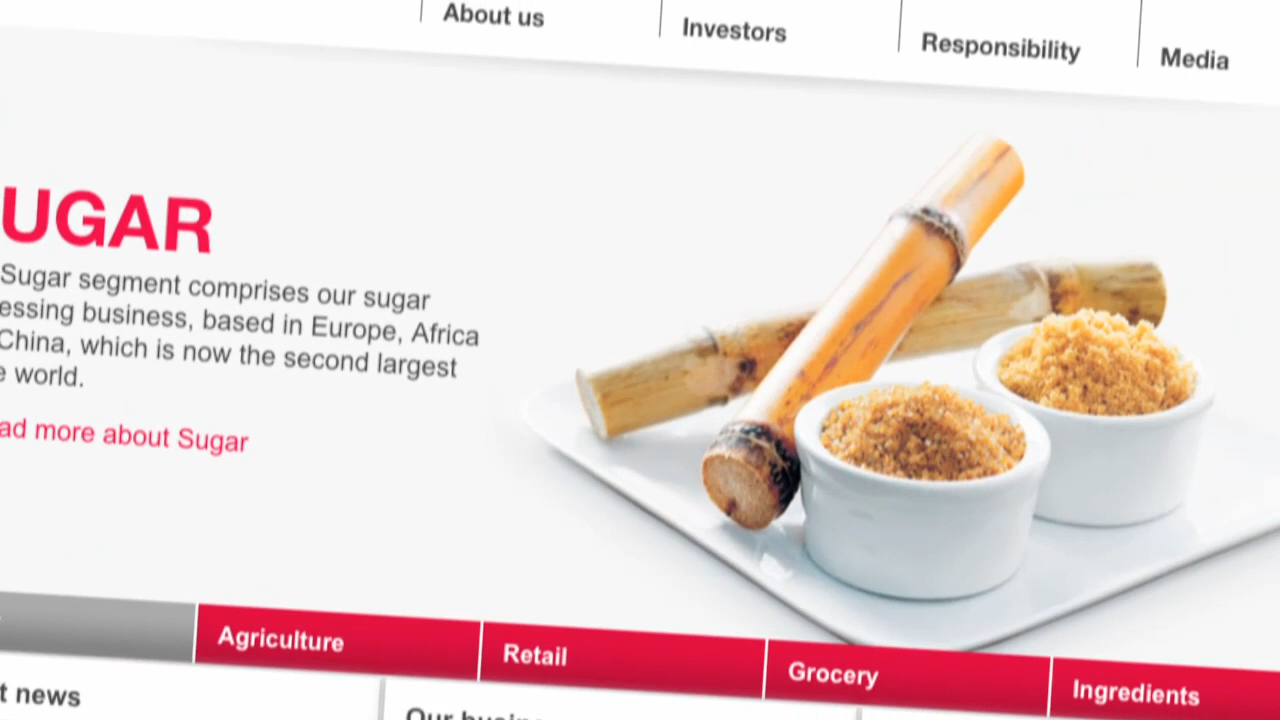 About us
Investors
Responsibility
Media
UGAR
Sugar segment comprises our sugar
essing business, based in Europe, Africa
China, which is now the second largest
e world.
ad more about Sugar
Agriculture
Retail
Grocery
Ingredients
t news
Our